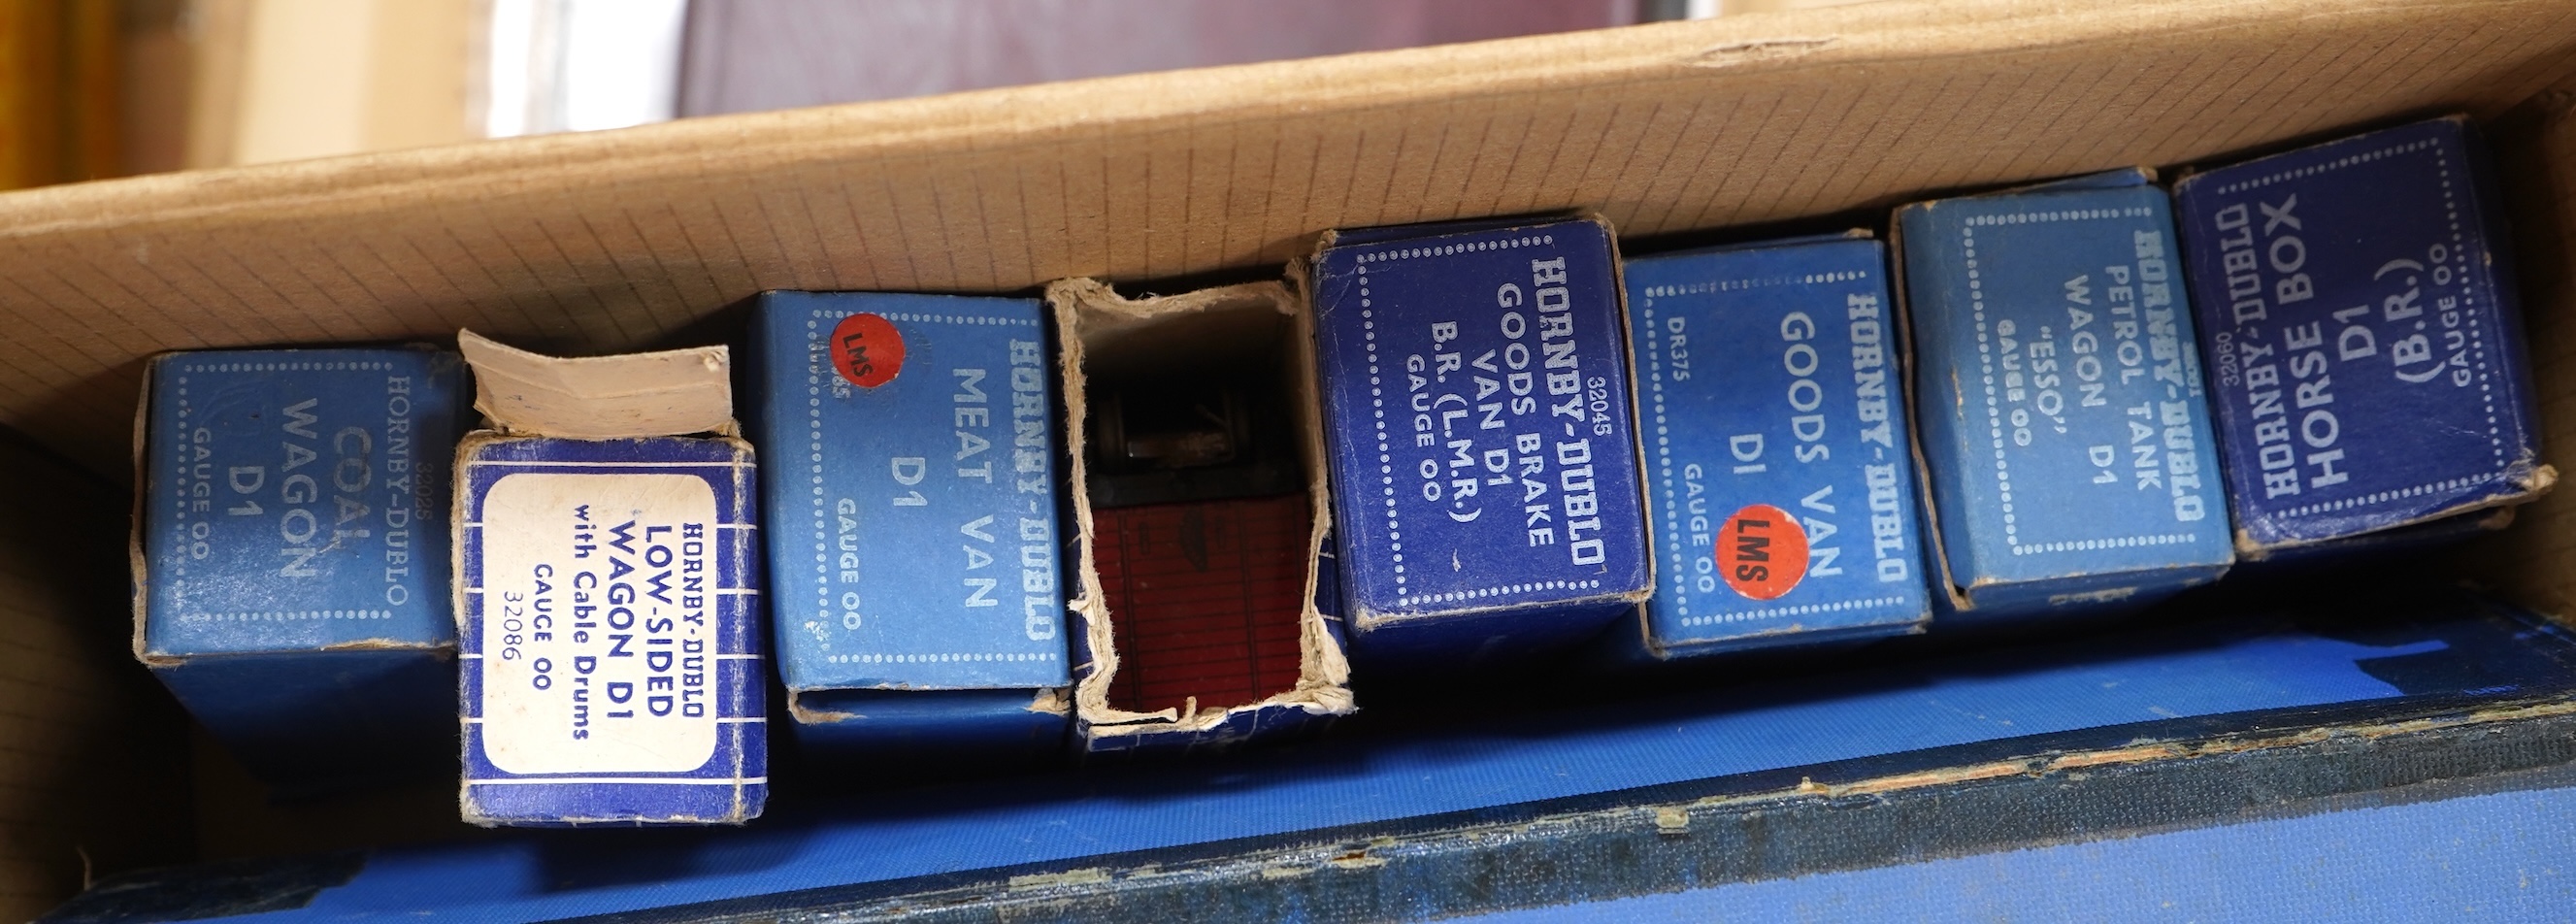 32025
HORNBY-DUBLO
COAL
WAGON
D1
GAUGE OO
HORNBY-DUBLO
LOW-SIDED
WAGON D1
with Cable Drums
GAUGE OO
32086
HORNBY-DUBLO
MEAT VAN
D1
GAUGE OO
LMS
32045
HORNBY-DUBLO
GOODS BRAKE
VAN D1
B.R. (L.M.R.)
GAUGE OO
HORNBY-DUBLO
GOODS VAN
D1
GAUGE OO
DR375
LMS
HORNBY-DUBLO
PETROL TANK
WAGON D1
"ESSO"
GAUGE OO
32060
HORNBY-DUBLO
HORSE BOX
D1
(B.R.)
GAUGE OO